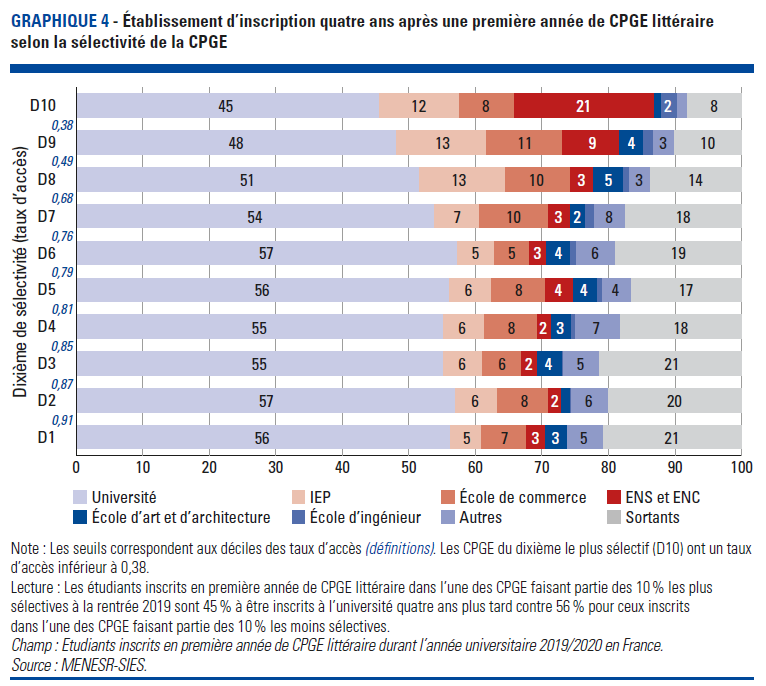 GRAPHIQUE 4 - Établissement d’inscription quatre ans après une première année de CPGE littéraire
selon la sélectivité de la CPGE
Dixième de sélectivité (taux d’accès)
D10 45 12 8 21 2 8
0,38
D9 48 13 11 9 4 3 10
0,49
D8 51 13 10 3 5 3 14
0,68
D7 54 7 10 3 2 8 18
0,76
D6 57 5 5 3 4 6 19
0,79
D5 56 6 8 4 4 4 17
0,81
D4 55 6 8 2 3 7 18
0,85
D3 55 6 6 2 4 5 21
0,87
D2 57 6 8 2 6 20
0,91
D1 56 5 7 3 3 5 21
0 10 20 30 40 50 60 70 80 90 100
Université IEP École de commerce ENS et ENC
École d’art et d’architecture École d’ingénieur Autres Sortants
Note : Les seuils correspondent aux déciles des taux d’accès (définitions). Les CPGE du dixième le plus sélectif (D10) ont un taux
d’accès inférieur à 0,38.
Lecture : Les étudiants inscrits en première année de CPGE littéraire dans l’une des CPGE faisant partie des 10 % les plus
sélectives à la rentrée 2019 sont 45 % à être inscrits à l’université quatre ans plus tard contre 56 % pour ceux inscrits
dans l’une des CPGE faisant partie des 10 % les moins sélectives.
Champ : Etudiants inscrits en première année de CPGE littéraire durant l’année universitaire 2019/2020 en France.
Source : MENESR-SIES.